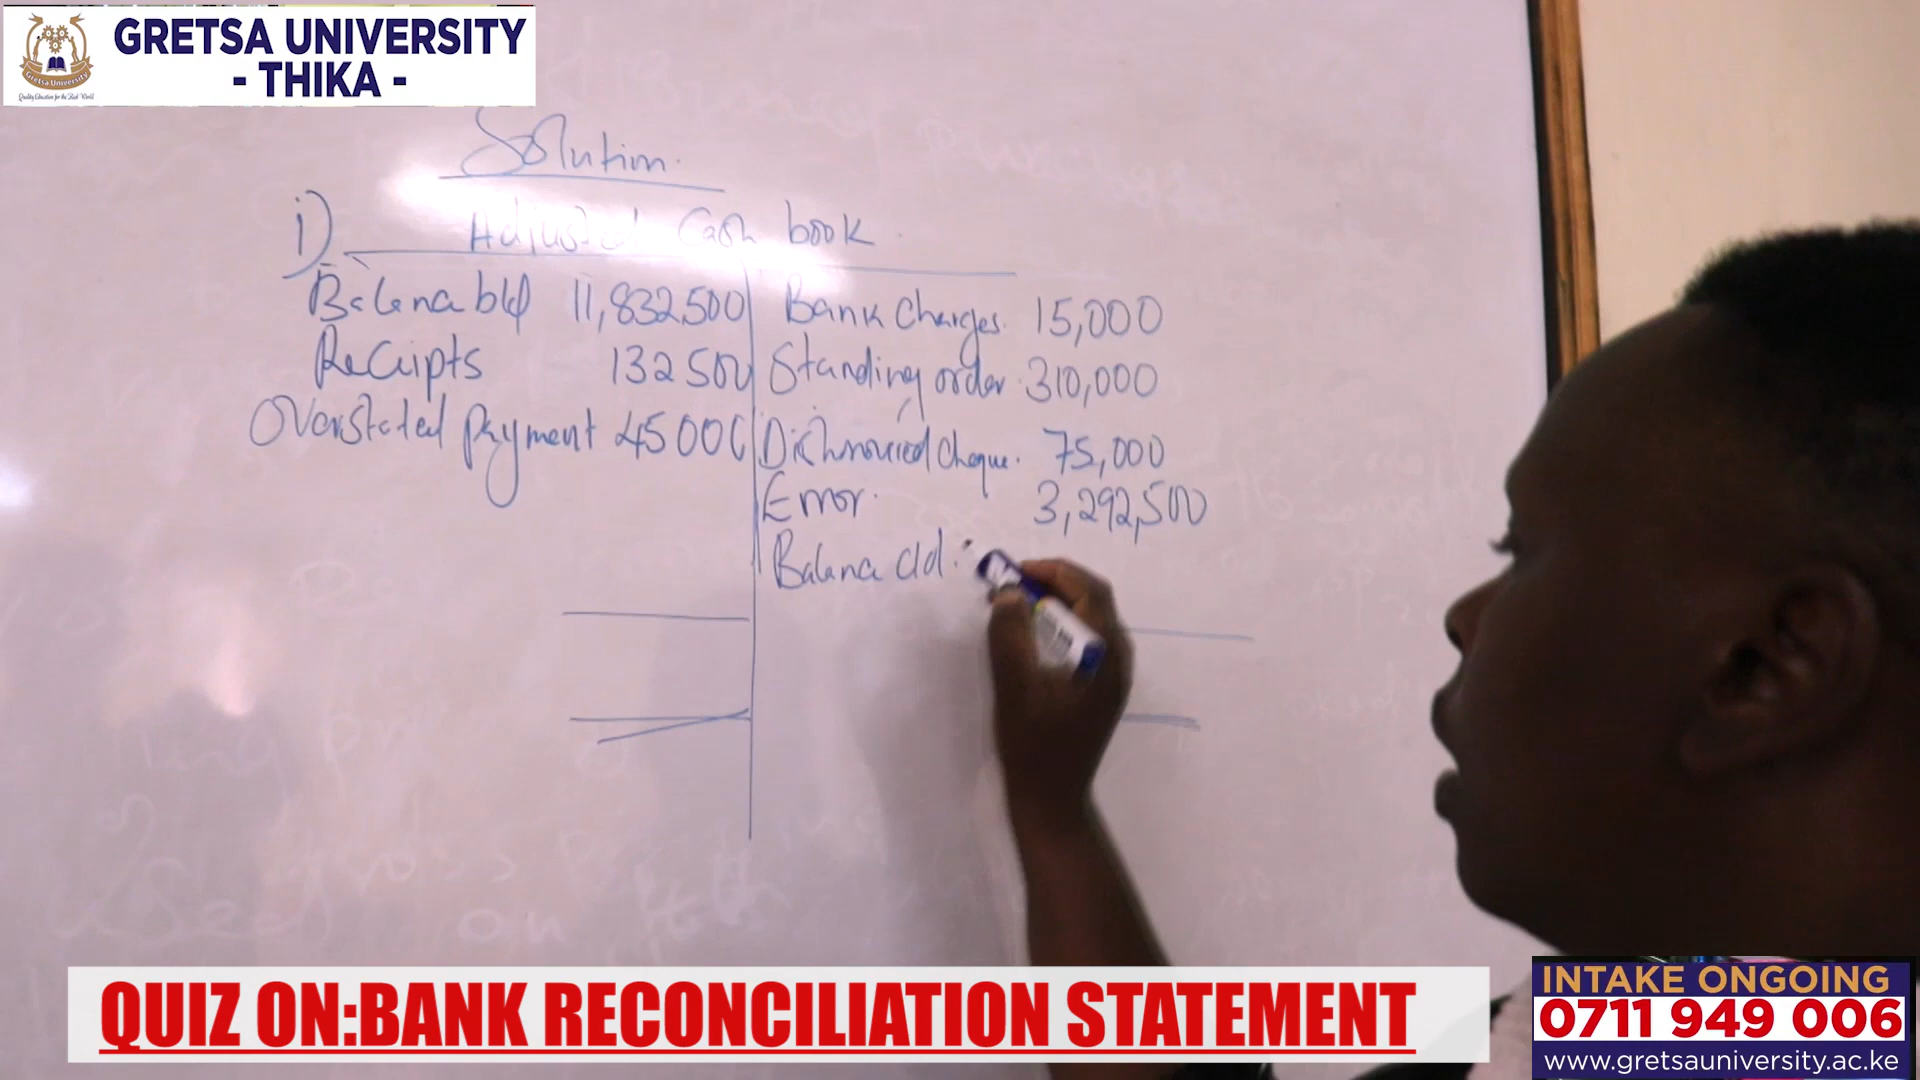 GRETSA UNIVERSITY
- THIKA -
Gretsa University
Solution.
i) Adjusted Cash book.
Balance b/d 11,832,500 Bank Charges. 15,000
Receipts 132 500 Standing order. 310,000
Overstated payment 45000 Dishonoured cheque. 75,000
Error. 3,292,500
Balance c/d.
QUIZ ON:BANK RECONCILIATION STATEMENT
INTAKE ONGOING
0711 949 006
www.gretsauniversity.ac.ke